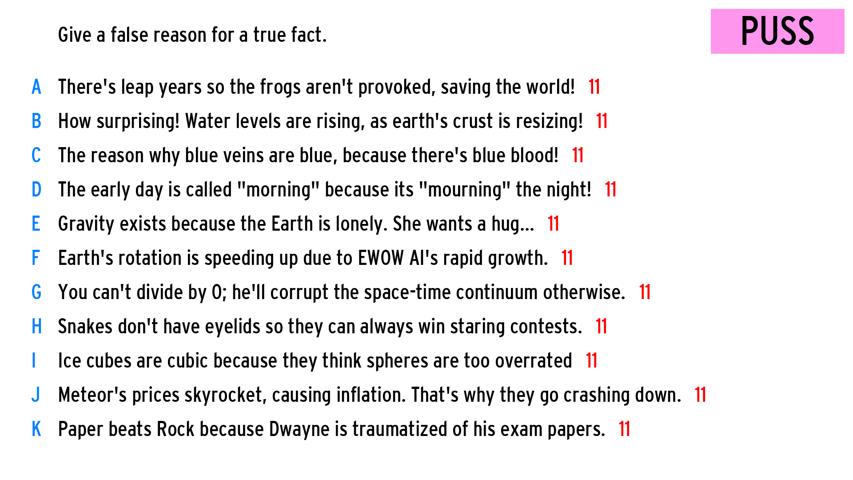 Give a false reason for a true fact.
PUSS
A There's leap years so the frogs aren't provoked, saving the world! 11
B How surprising! Water levels are rising, as earth's crust is resizing! 11
C The reason why blue veins are blue, because there's blue blood! 11
D The early day is called "morning" because its "mourning" the night! 11
E Gravity exists because the Earth is lonely. She wants a hug... 11
F Earth's rotation is speeding up due to EWOW AI's rapid growth. 11
G You can't divide by 0; he'll corrupt the space-time continuum otherwise. 11
H Snakes don't have eyelids so they can always win staring contests. 11
I Ice cubes are cubic because they think spheres are too overrated 11
J Meteor's prices skyrocket, causing inflation. That's why they go crashing down. 11
K Paper beats Rock because Dwayne is traumatized of his exam papers. 11